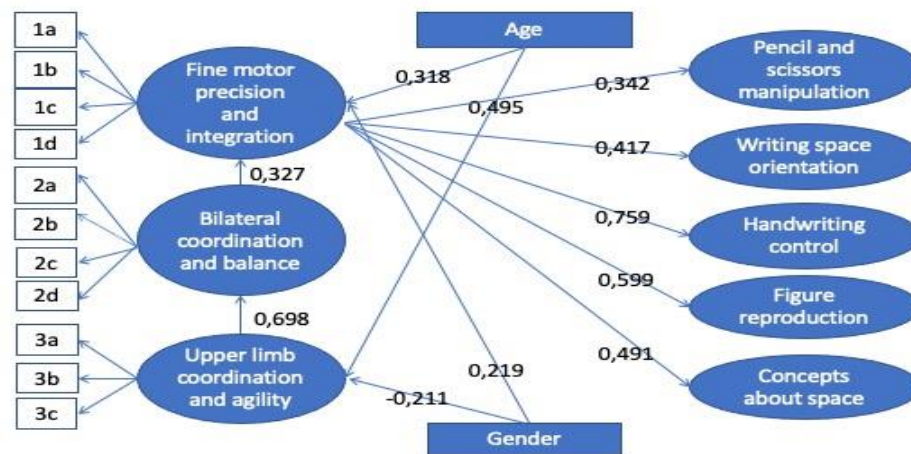 1a
1b
1c
1d
2a
2b
2c
2d
3a
3b
3c
Fine motor
precision
and
integration
0,327
Bilateral
coordination
and balance
0,698
Upper limb
coordination
and agility
Age
0,318
0,495
0,219
-0,211
Gender
0,342
0,417
0,759
0,599
0,491
Pencil and
scissors
manipulation
Writing space
orientation
Handwriting
control
Figure
reproduction
Concepts
about space